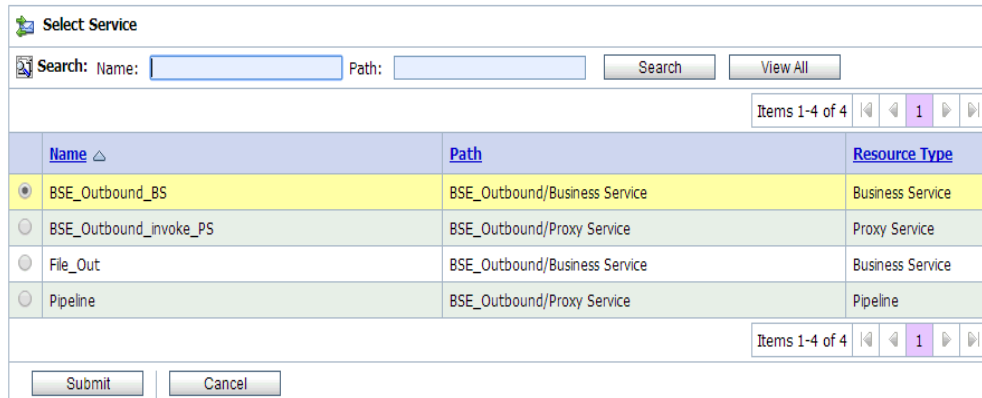 Select Service
Search: Name: Path: Search View All
Items 1-4 of 4 1
Name Path Resource Type
BSE_Outbound_BS BSE_Outbound/Business Service Business Service
BSE_Outbound_invoke_PS BSE_Outbound/Proxy Service Proxy Service
File_Out BSE_Outbound/Business Service Business Service
Pipeline BSE_Outbound/Proxy Service Pipeline
Items 1-4 of 4 1
Submit Cancel